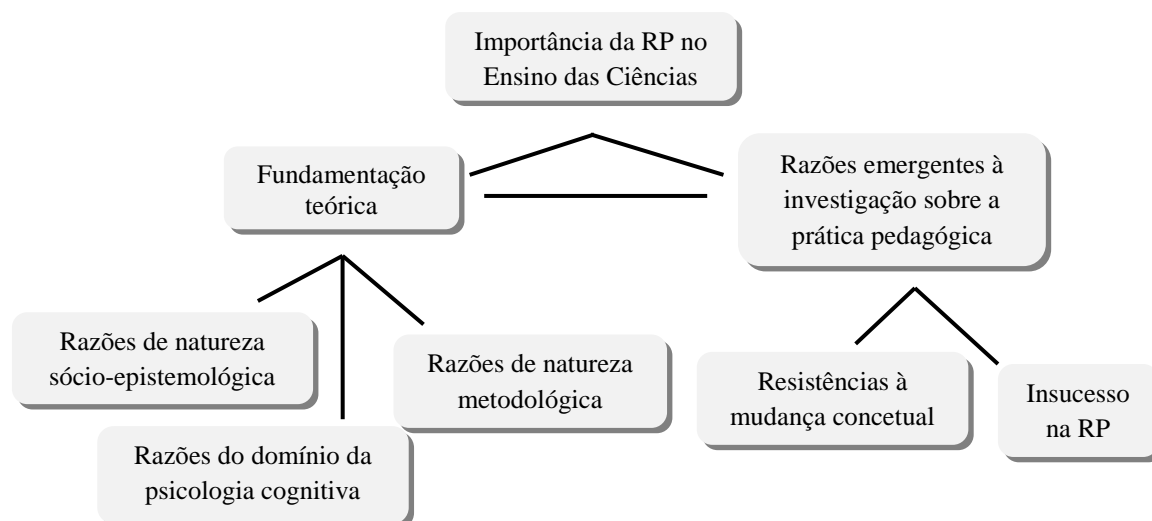 Importância da RP no
Ensino das Ciências
Fundamentação
teórica
Razões emergentes à
investigação sobre a
prática pedagógica
Razões de natureza
sócio-epistemológica
Razões de natureza
metodológica
Razões do domínio da
psicologia cognitiva
Resistências à
mudança concetual
Insucesso
na RP